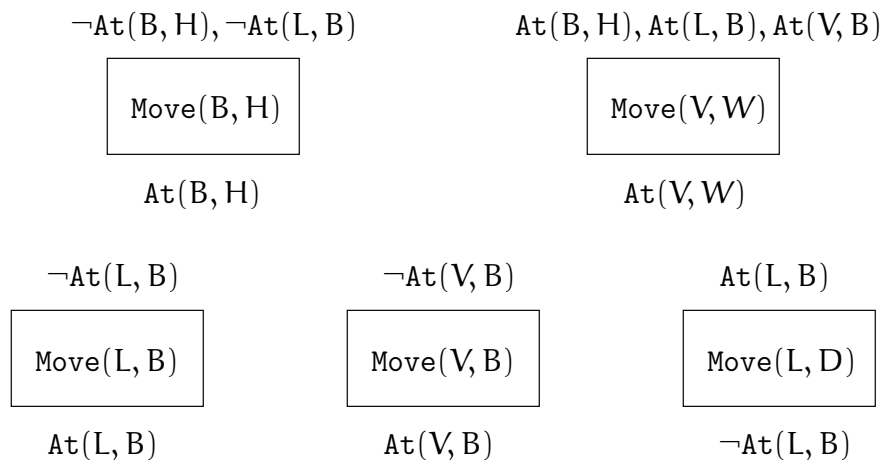 ¬At(B, H), ¬At(L, B) At(B, H), At(L, B), At(V, B)
Move(B, H) Move(V, W)
At(B, H) At(V, W)
¬At(L, B) ¬At(V, B) At(L, B)
Move(L, B) Move(V, B) Move(L, D)
At(L, B) At(V, B) ¬At(L, B)